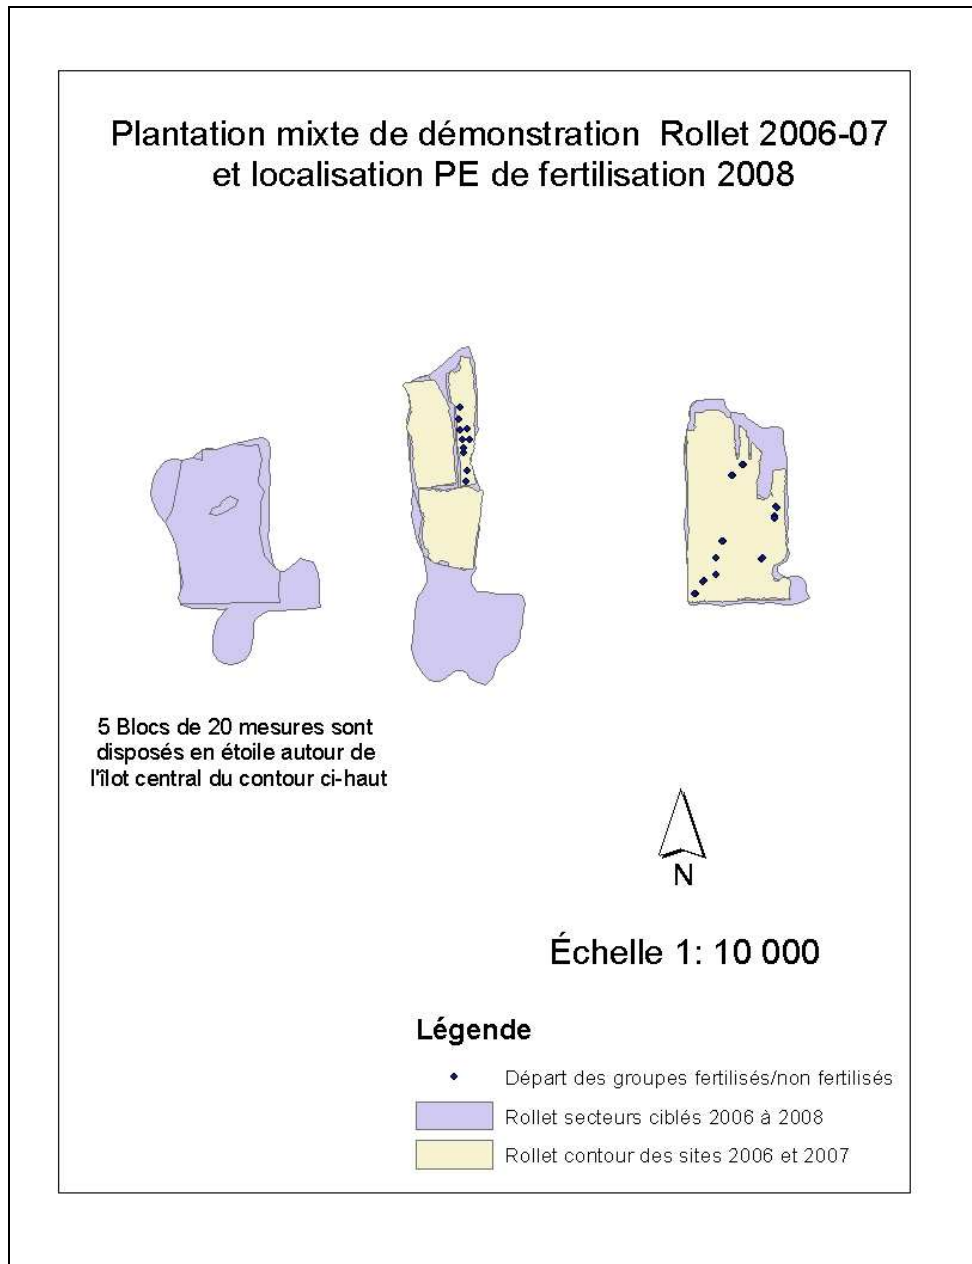 Plantation mixte de démonstration Rollet 2006-07
et localisation PE de fertilisation 2008
5 Blocs de 20 mesures sont
disposés en étoile autour de
l'îlot central du contour ci-haut
N
Échelle 1: 10 000
Légende
Départ des groupes fertilisés/non fertilisés
Rollet secteurs ciblés 2006 à 2008
Rollet contour des sites 2006 et 2007